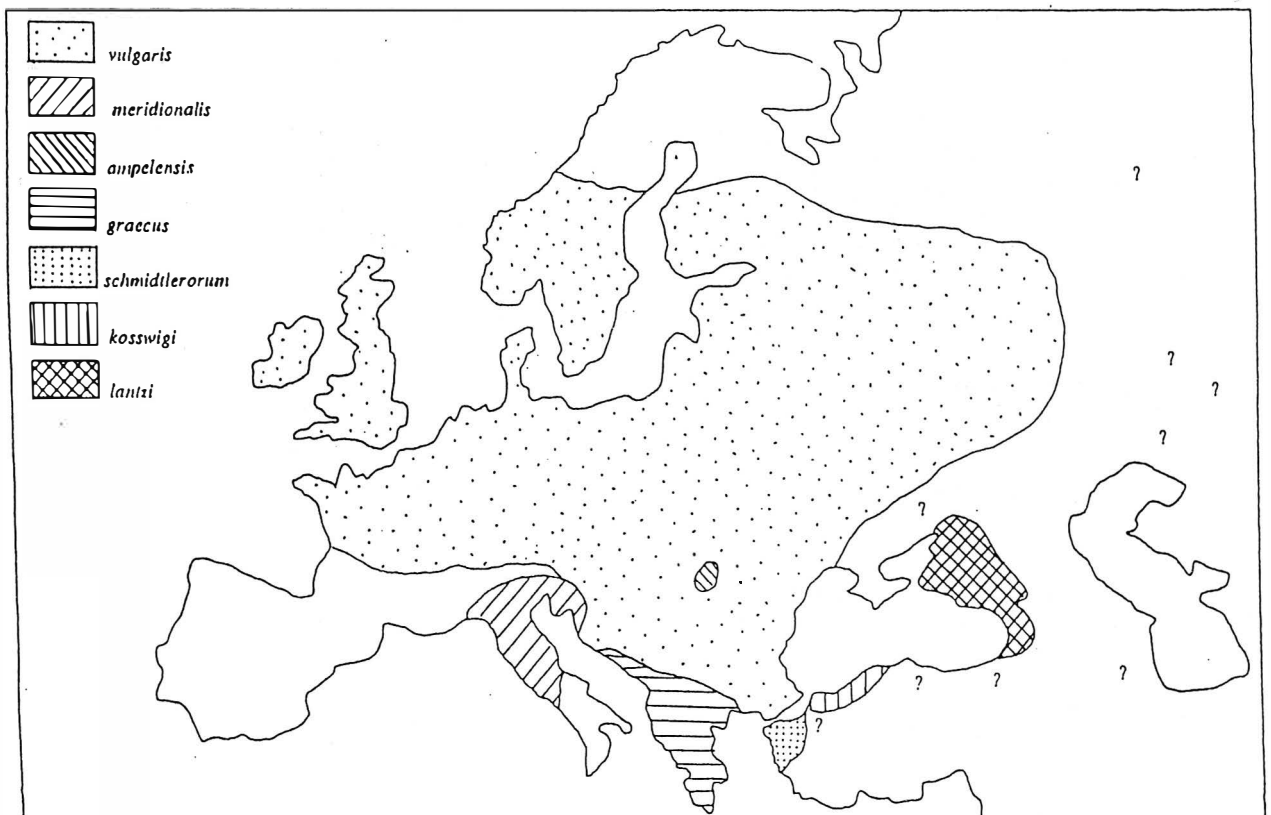 vulgaris
meridionalis
ampelensis
graecus
schmidtlerorum
kosswigi
lantzi
?
?
?
?
?
?
?
?
?